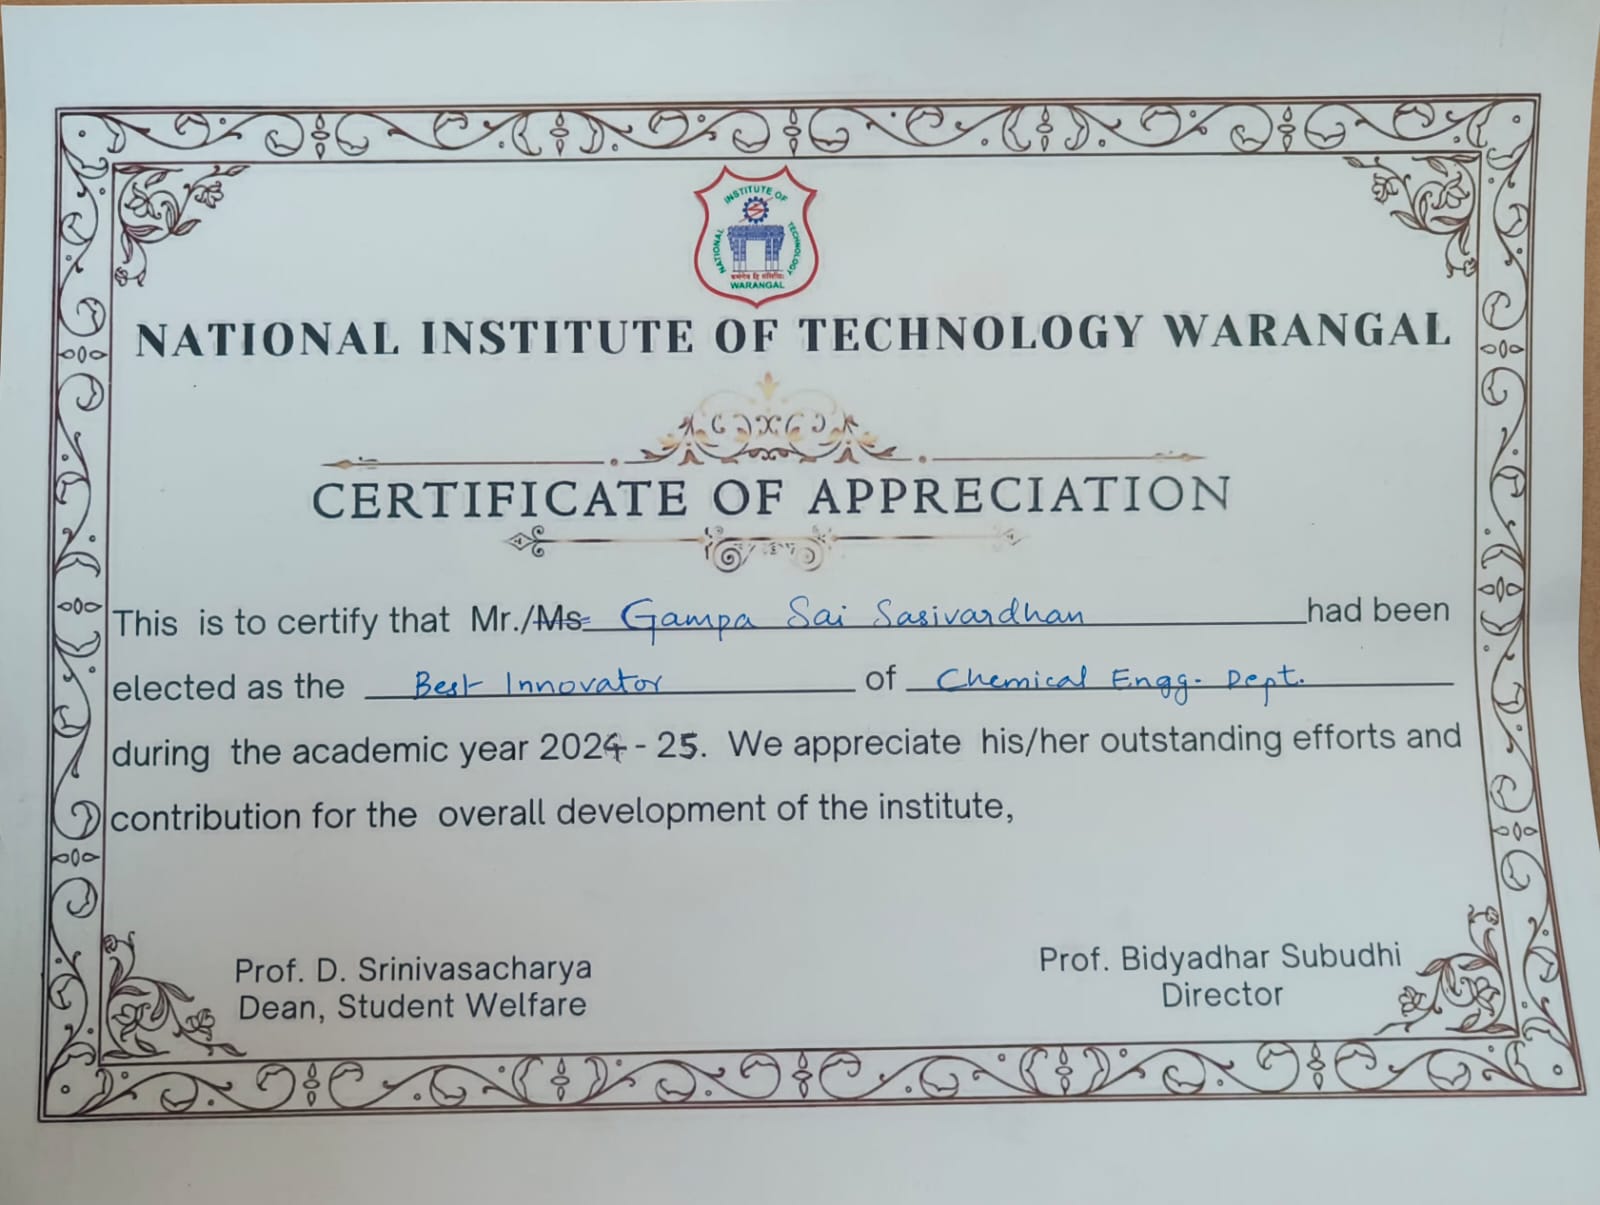 INSTITUTE OF
NATIONAL
TECHNOLOGY
WARANGAL
NATIONAL INSTITUTE OF TECHNOLOGY WARANGAL
CERTIFICATE OF APPRECIATION
This is to certify that Mr./Ms. Gampa Sai Sasivardhan had been
elected as the Best Innovator of Chemical Engg. Dept.
during the academic year 2024 - 25. We appreciate his/her outstanding efforts and
contribution for the overall development of the institute,
Prof. D. Srinivasacharya
Dean, Student Welfare
Prof. Bidyadhar Subudhi
Director